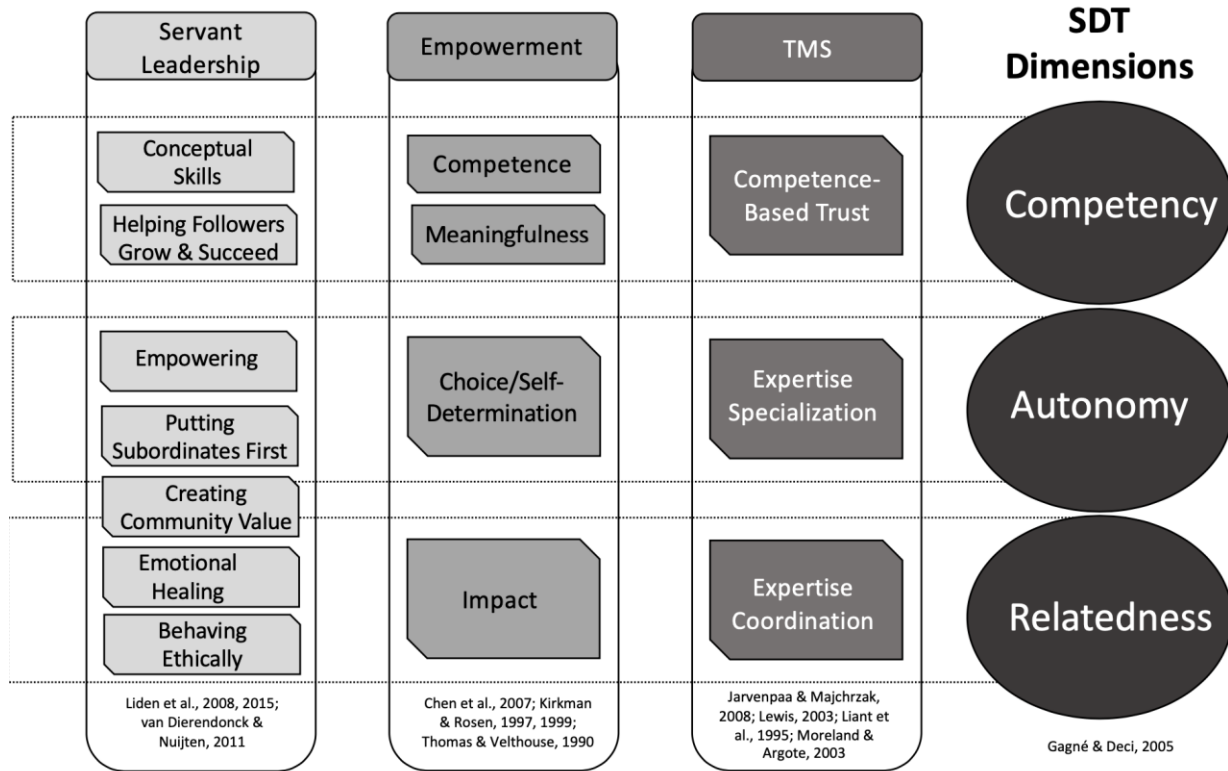 Servant
Leadership
Empowerment
TMS
SDT
Dimensions
Conceptual
Skills
Helping Followers
Grow & Succeed
Competence
Meaningfulness
Competence-
Based Trust
Competency
Empowering
Putting
Subordinates First
Choice/Self-
Determination
Expertise
Specialization
Autonomy
Creating
Community Value
Emotional
Healing
Behaving
Ethically
Impact
Expertise
Coordination
Relatedness
Liden et al., 2008, 2015;
van Dierendonck &
Nuijten, 2011
Chen et al., 2007; Kirkman
& Rosen, 1997, 1999;
Thomas & Velthouse, 1990
Jarvenpaa & Majchrzak,
2008; Lewis, 2003; Liant et
al., 1995; Moreland &
Argote, 2003
Gagné & Deci, 2005